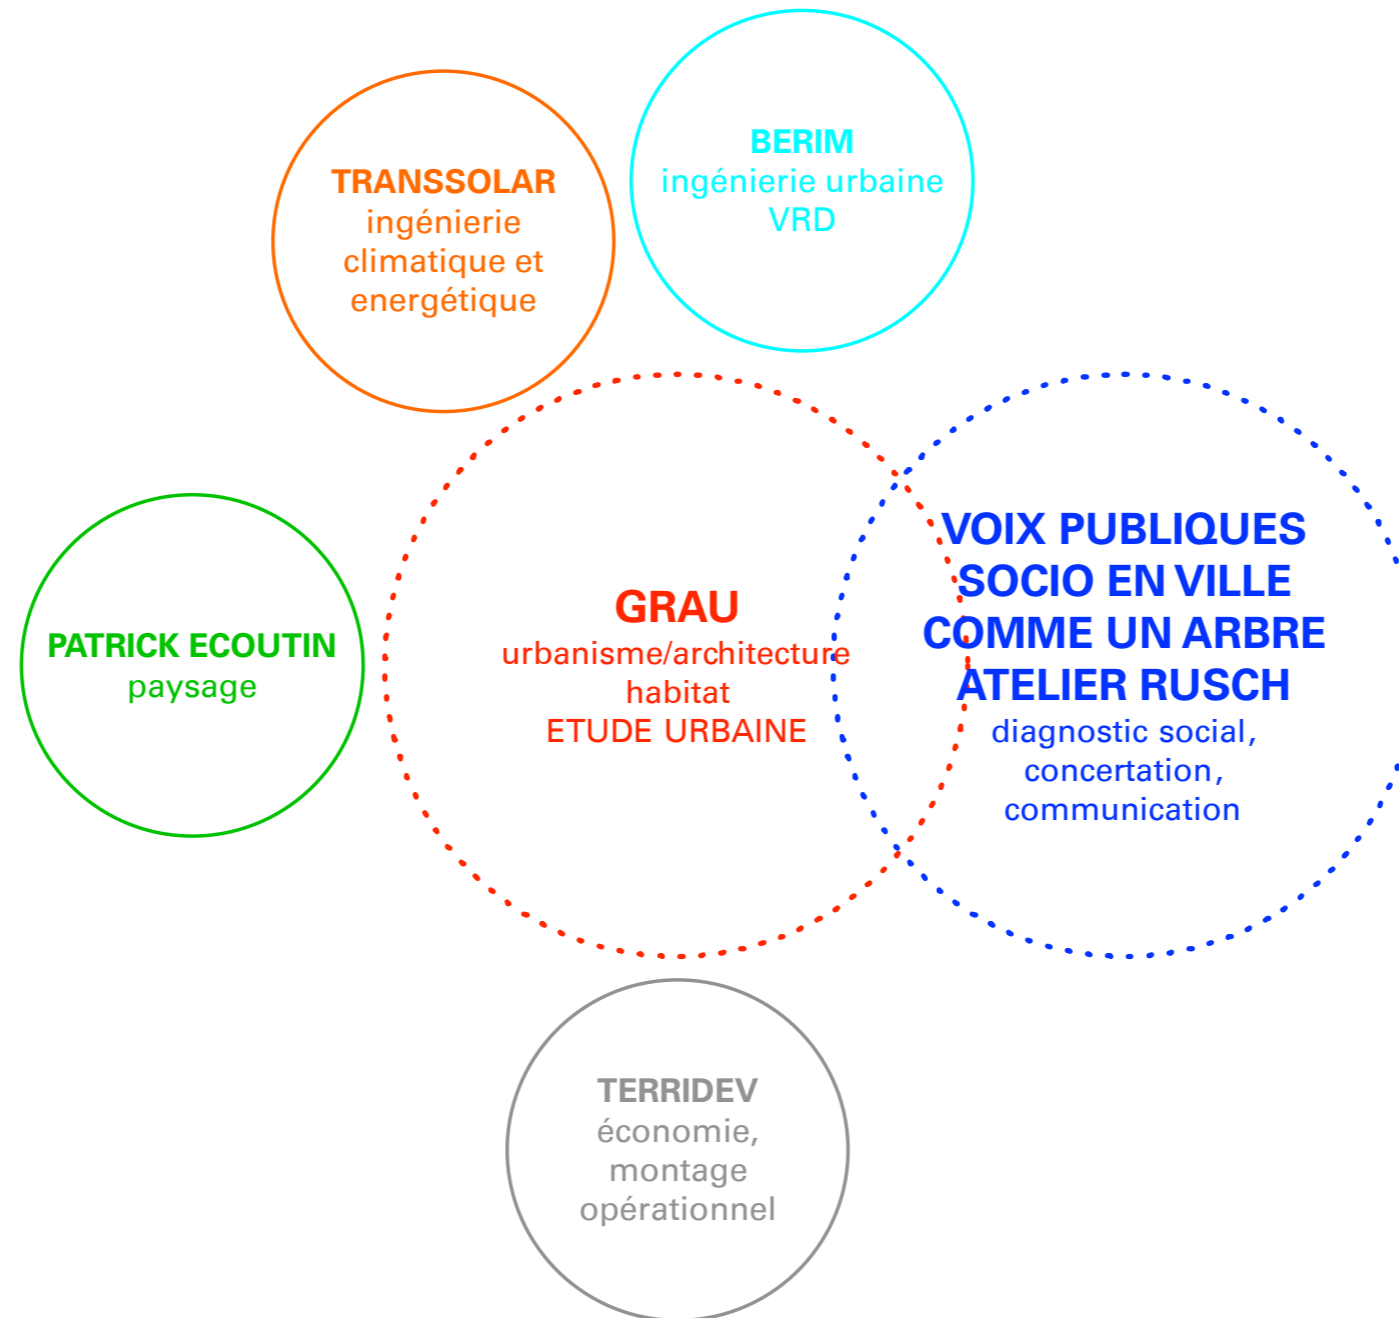 BERIM
ingénierie urbaine
VRD
TRANSSOLAR
ingénierie
climatique et
energétique
VOIX PUBLIQUES
SOCIO EN VILLE
COMME UN ARBRE
ATELIER RUSCH
diagnostic social,
concertation,
communication
GRAU
urbanisme/architecture
habitat
ETUDE URBAINE
PATRICK ECOUTIN
paysage
TERRIDEV
économie,
montage
opérationnel